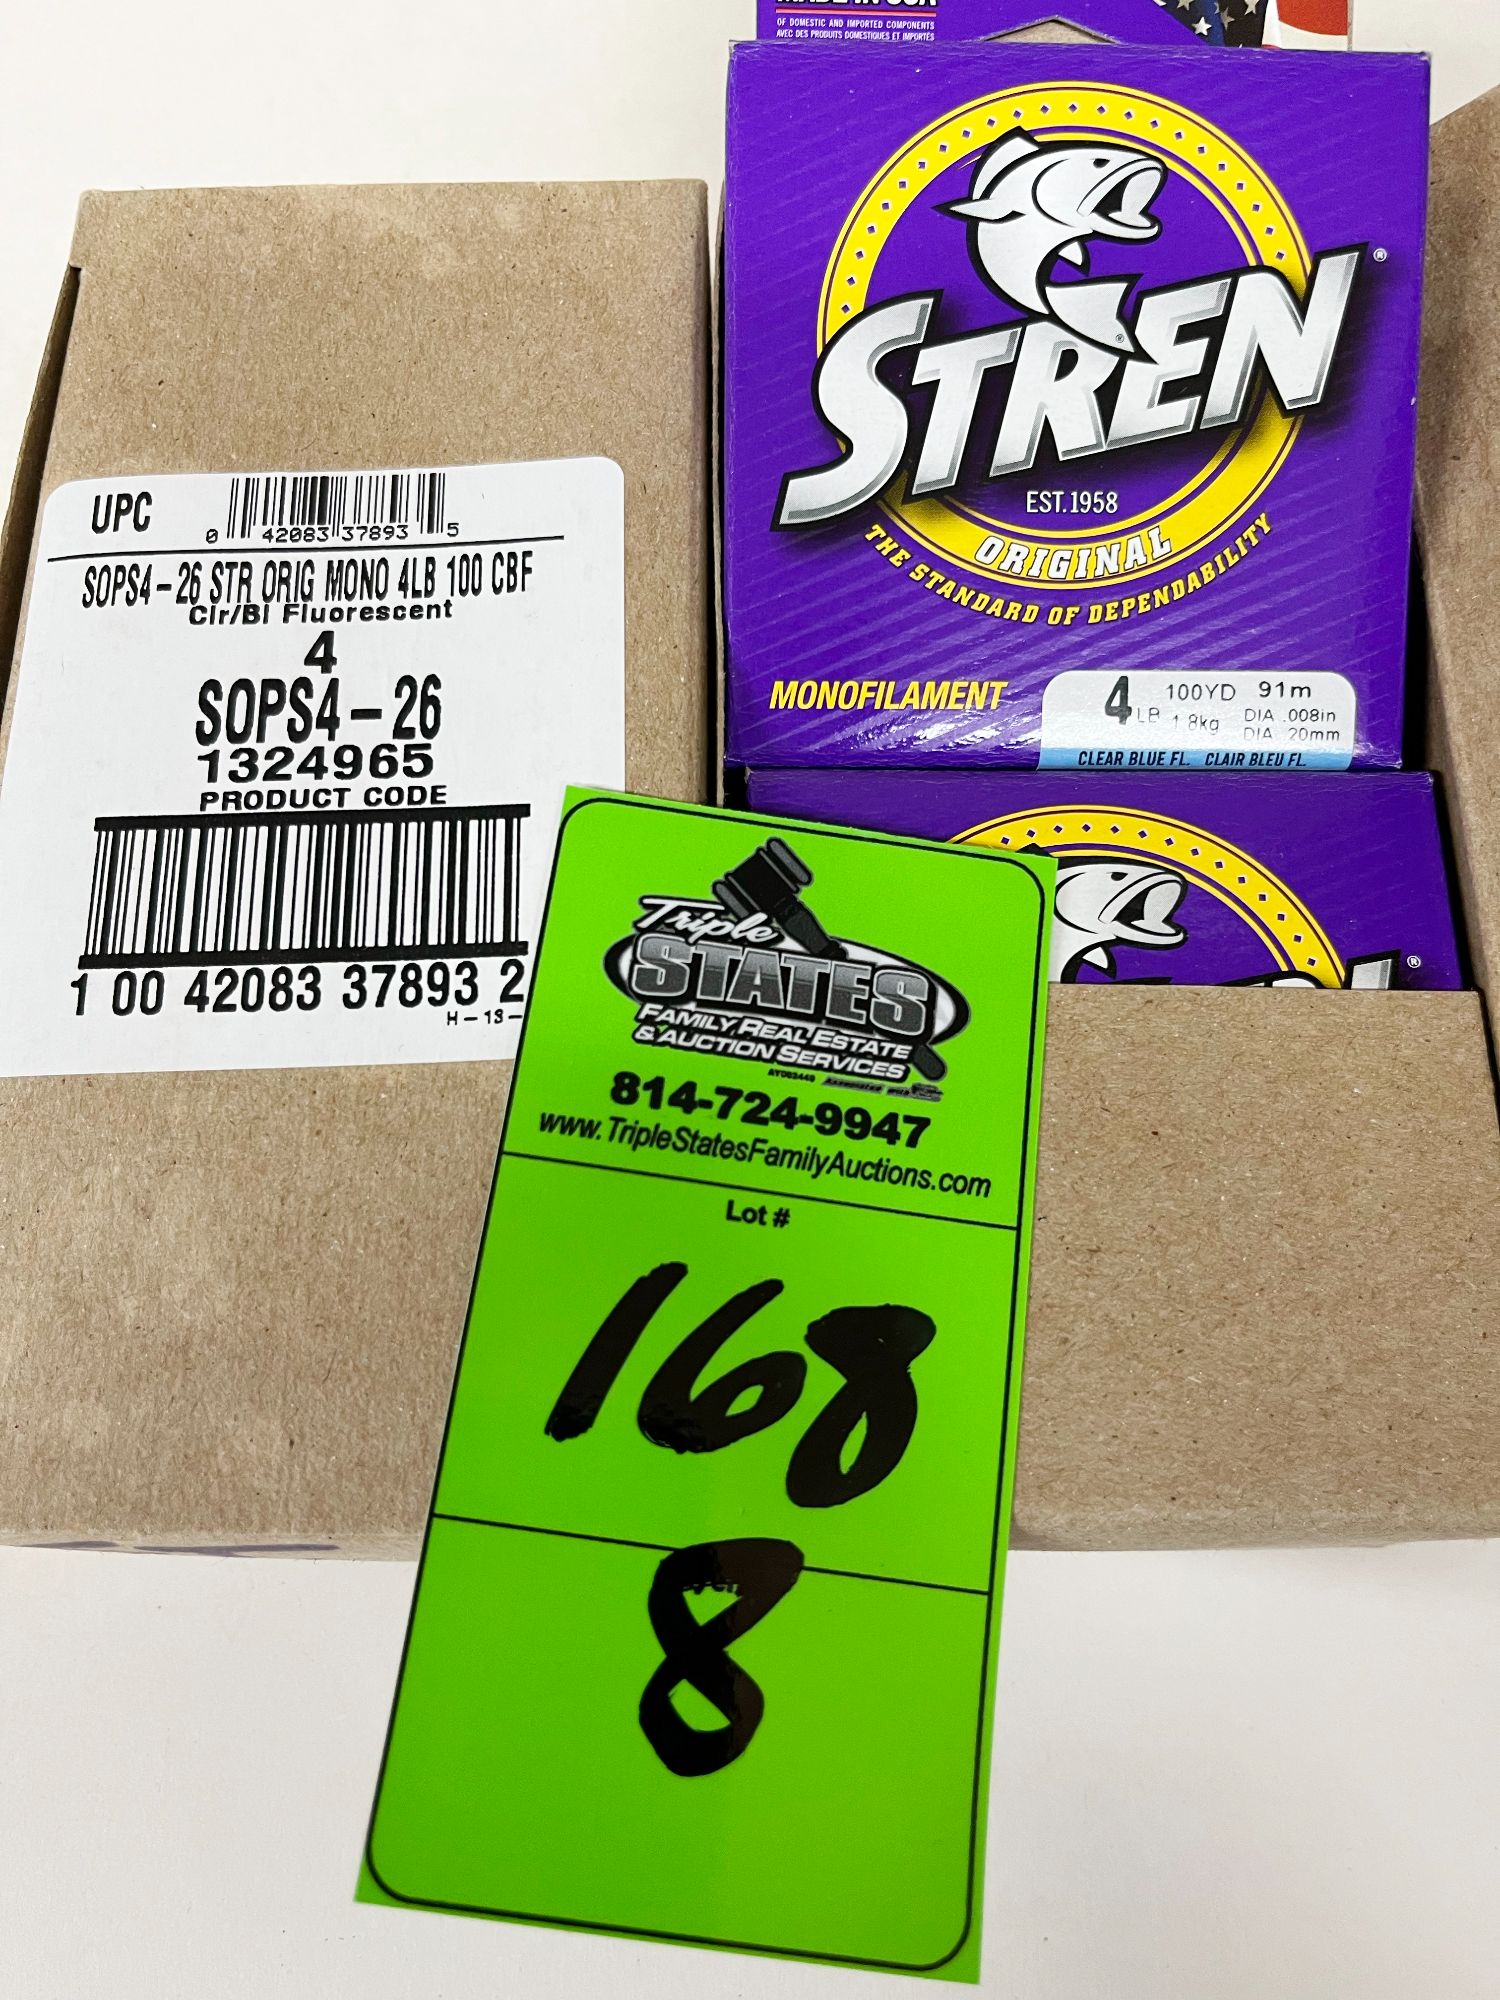 OF DOMESTIC AND IMPORTED COMPONENTS
AVEC DES PRODUITS DOMESTIQUES ET IMPORTÉS
STREN®
EST.1958
ORIGINAL
THE STANDARD OF DEPENDABILITY
MONOFILAMENT
4 LB 1.8kg
100YD 91m
DIA .008in
DIA .20mm
CLEAR BLUE FL. CLAIR BLEU FL.
UPC
0 42083 37893 5
SOPS4-26 STR ORIG MONO 4LB 100 CBF
Clr/Bl Fluorescent
4
SOPS4-26
1324965
PRODUCT CODE
1 00 42083 37893 2
H-13-
Triple
STATES
FAMILY REAL ESTATE
& AUCTION SERVICES
814-724-9947
www.TripleStatesFamilyAuctions.com
Lot #
168
8